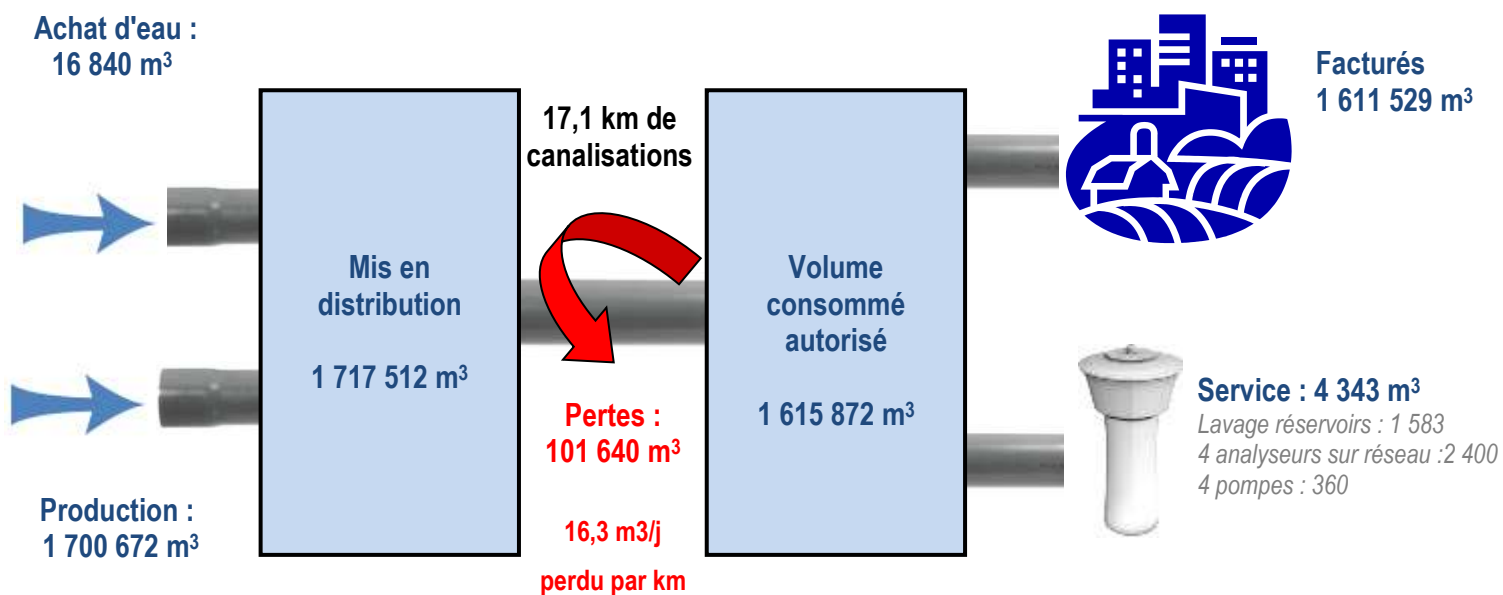 Achat d'eau :
16 840 m³
Production :
1 700 672 m³
Mis en
distribution
1 717 512 m³
17,1 km de
canalisations
Pertes :
101 640 m³
16,3 m3/j
perdu par km
Volume
consommé
autorisé
1 615 872 m³
Facturés
1 611 529 m³
Service : 4 343 m³
Lavage réservoirs : 1 583
4 analyseurs sur réseau :2 400
4 pompes : 360